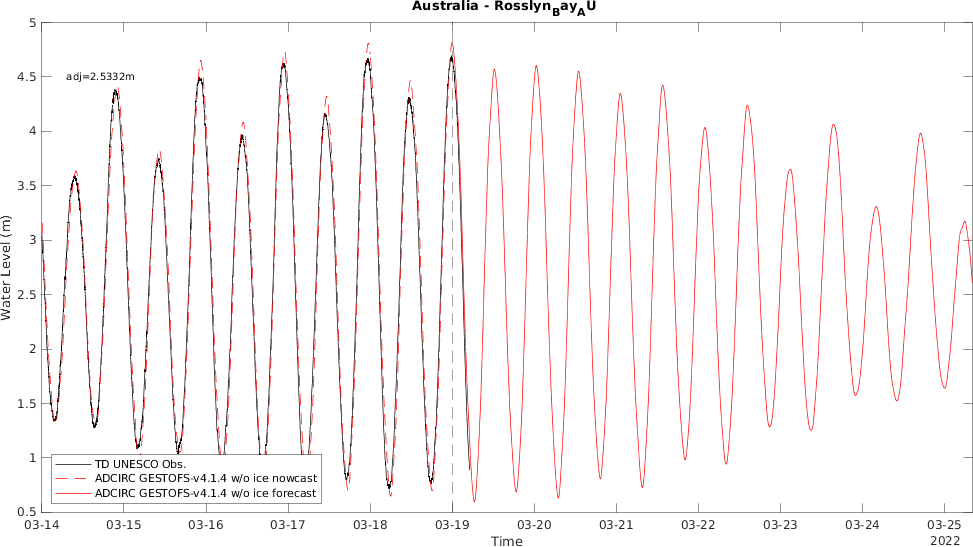 Australia - Rosslyn_Bay_AU
adj=2.5332m
Water Level (m)
5
4.5
4
3.5
3
2.5
2
1.5
1
0.5
TD UNESCO Obs.
ADCIRC GESTOFS-v4.1.4 w/o ice nowcast
ADCIRC GESTOFS-v4.1.4 w/o ice forecast
03-14 03-15 03-16 03-17 03-18 03-19 03-20 03-21 03-22 03-23 03-24 03-25
Time
2022